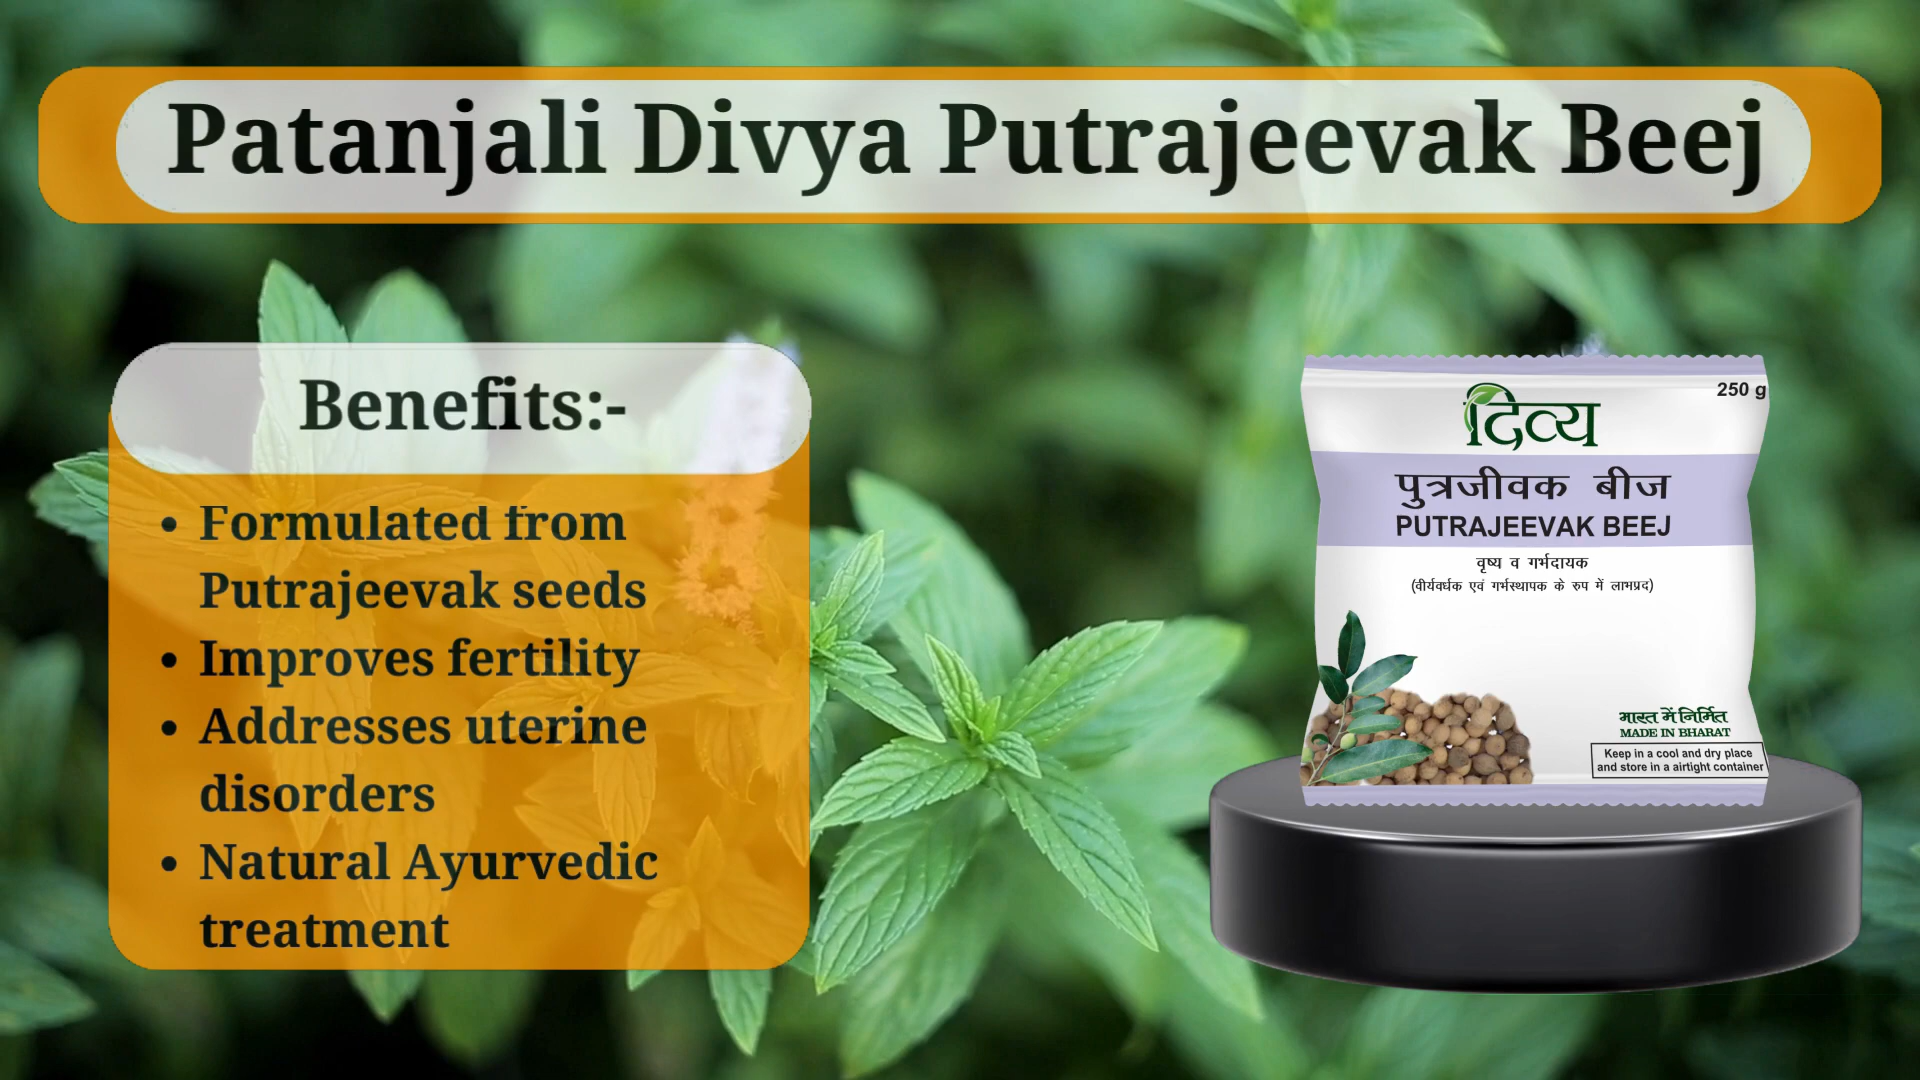 Patanjali Divya Putrajeevak Beej
Benefits:-
• Formulated from
Putrajeevak seeds
• Improves fertility
• Addresses uterine
disorders
• Natural Ayurvedic
treatment
250 g
दिव्य
पुत्रजीवक बीज
PUTRAJEEVAK BEEJ
वृष्य व गर्भदायक
(वीर्यवर्धक एवं गर्भस्थापक के रुप में लाभप्रद)
भारत में निर्मित
MADE IN BHARAT
Keep in a cool and dry place
and store in a airtight container